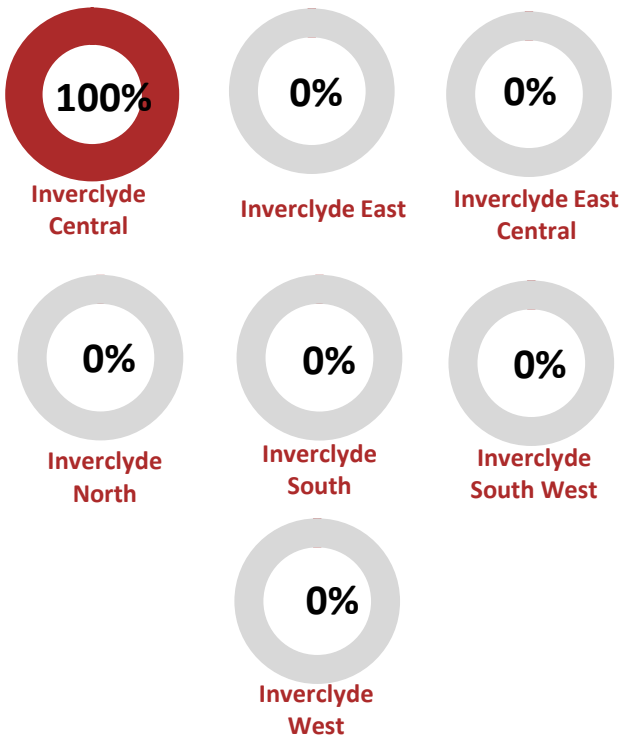 100%
0%
0%
Inverclyde
Central
Inverclyde East
Inverclyde East
Central
0%
0%
0%
Inverclyde
North
Inverclyde
South
Inverclyde
South West
0%
Inverclyde
West